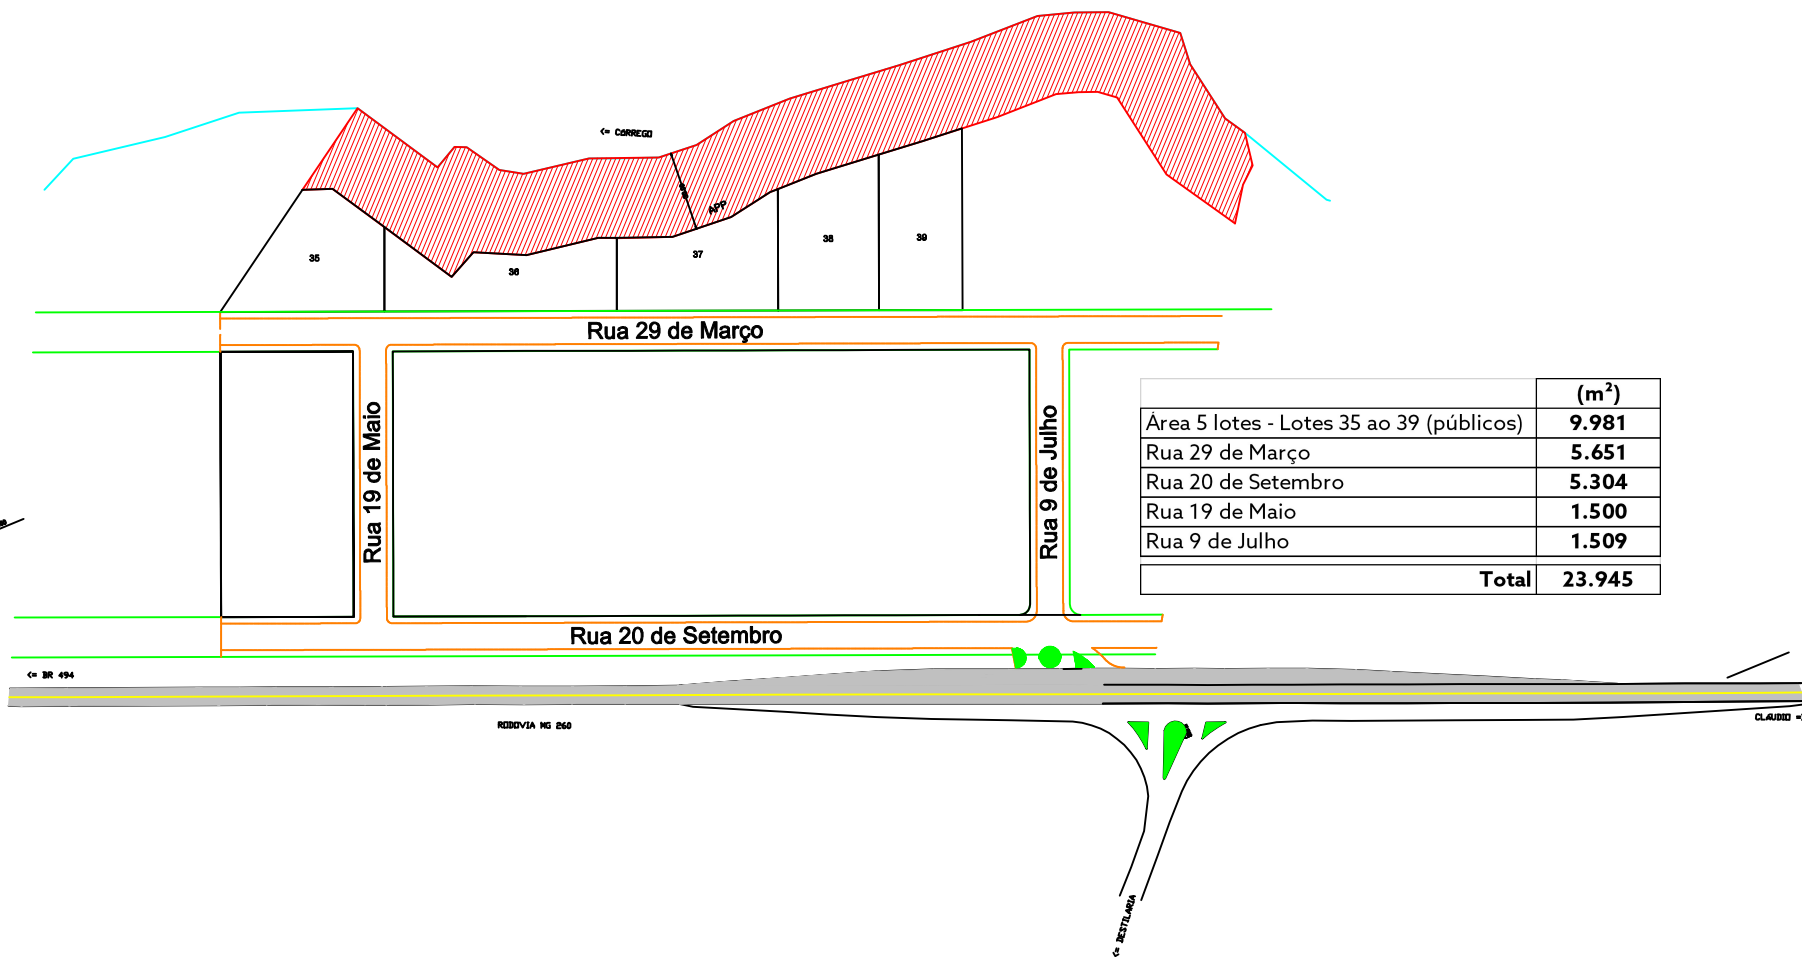 <= CORREGO
APP
35
36
37
38
39
Rua 29 de Março
Rua 19 de Maio
Rua 9 de Julho
(m²)
Área 5 lotes - Lotes 35 ao 39 (públicos) 9.981
Rua 29 de Março 5.651
Rua 20 de Setembro 5.304
Rua 19 de Maio 1.500
Rua 9 de Julho 1.509
Total 23.945
Rua 20 de Setembro
<= BR 494
RODOVIA MG 260
CLAUDIO =
<= DESTILARIA